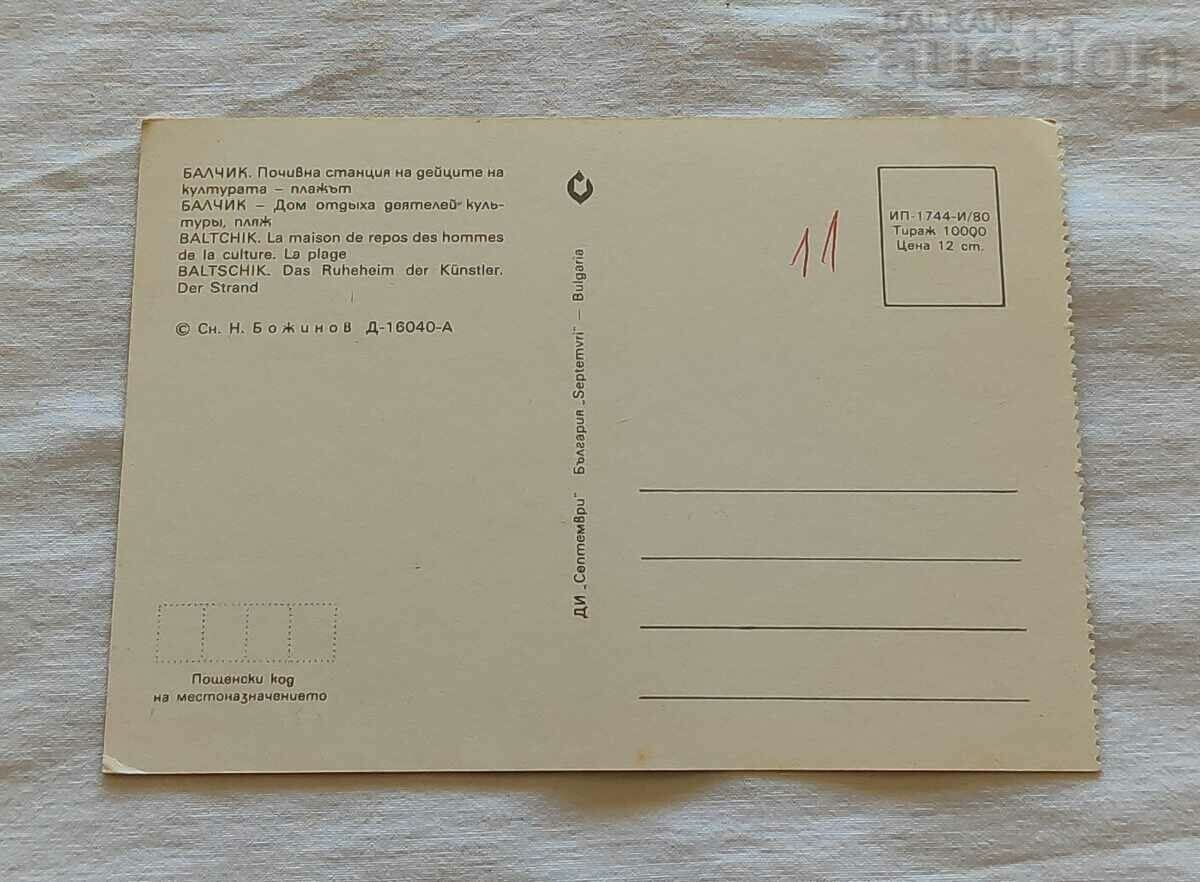 BALKAN
auction
БАЛЧИК. Почивна станция на дейците на
културата – плажът
БАЛЧИК – Дом отдыха деятелей куль-
туры, пляж
BALTCHIK. La maison de repos des hommes
de la culture. La plage
BALTSCHIK. Das Ruheheim der Künstler.
Der Strand
© Сн. Н. Божинов Д-16040-А
Пощенски код
на местоназначението
ДИ „Септември" България „Septemvri" — Bulgaria
11
ИП-1744-И/80
Тираж 10000
Цена 12 ст.